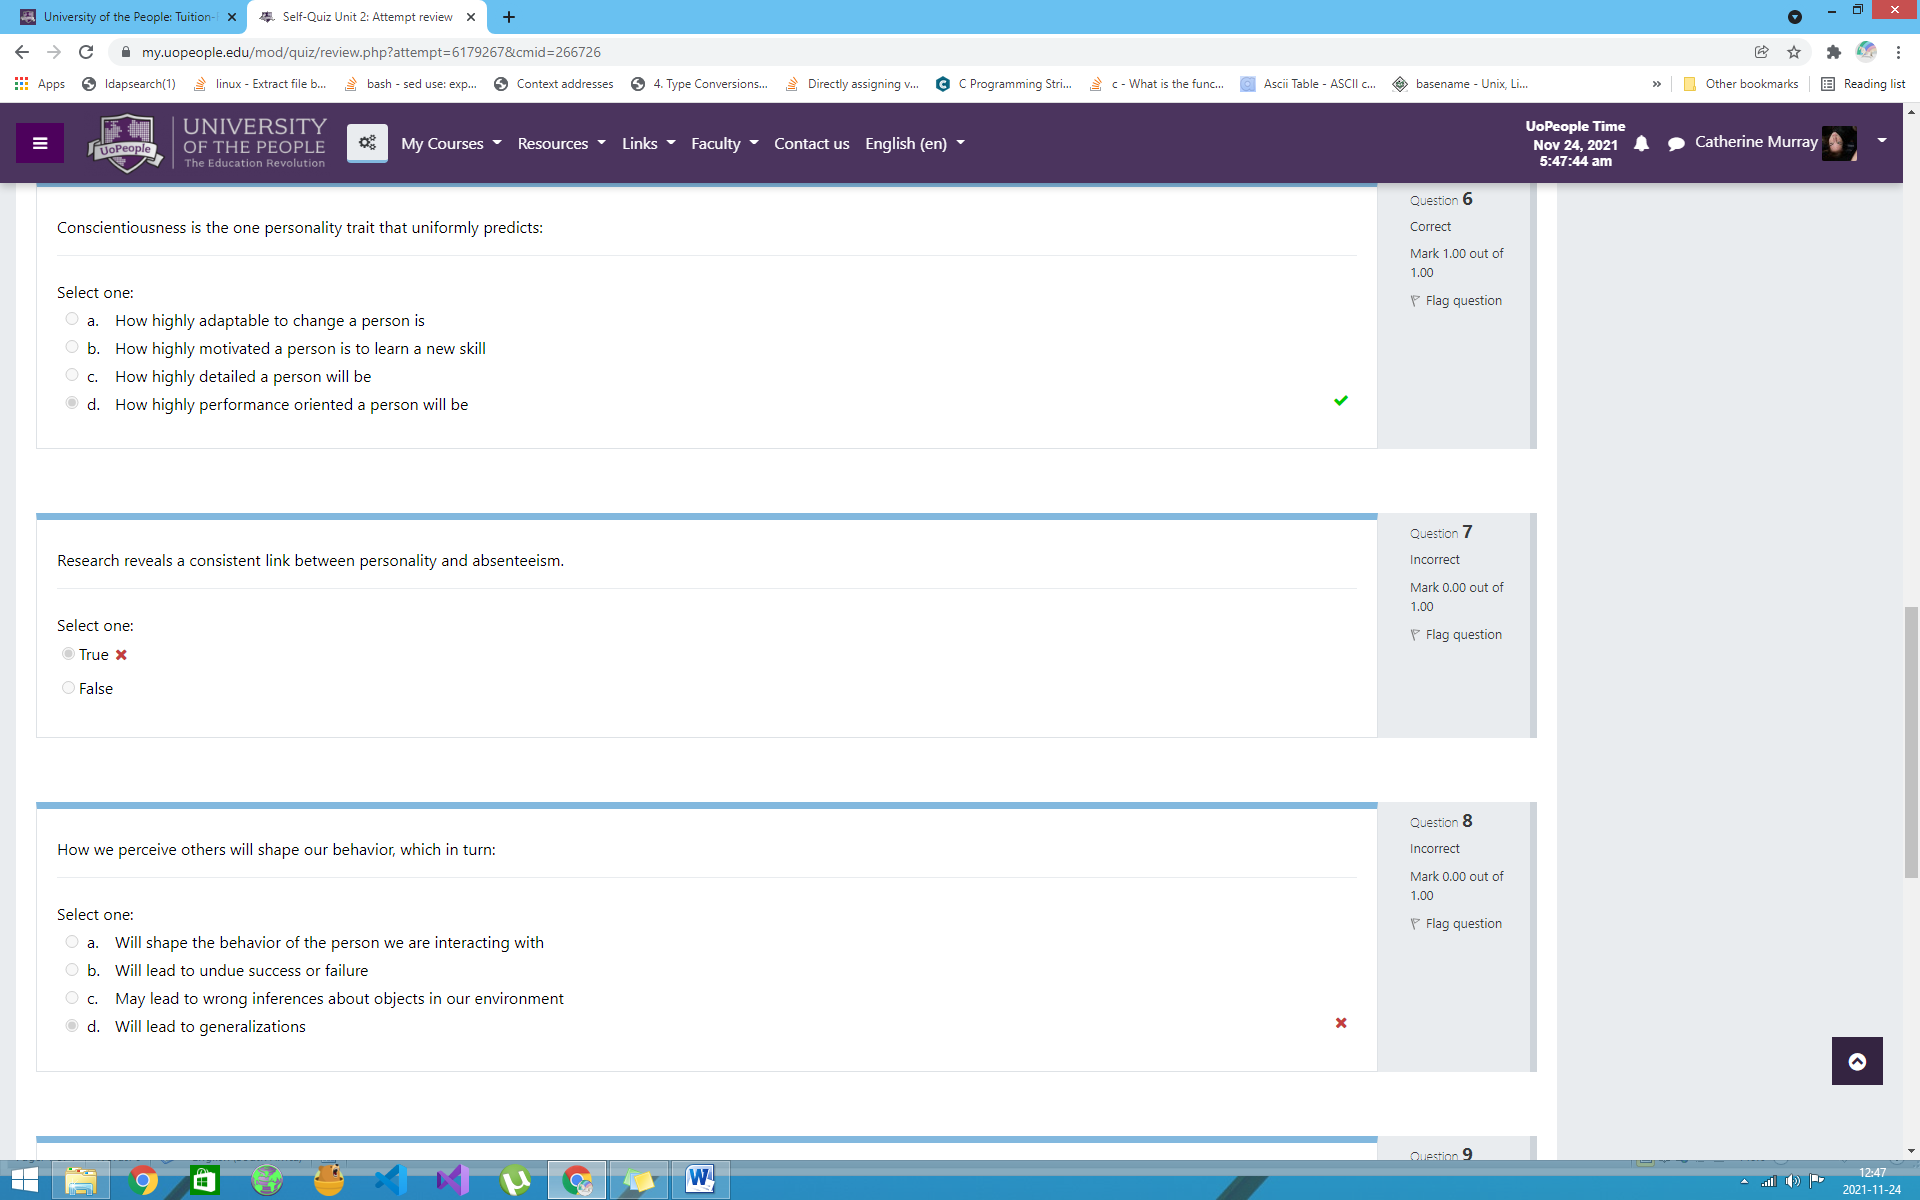 University of the People: Tuition-
Self-Quiz Unit 2: Attempt review
my.uopeople.edu/mod/quiz/review.php?attempt=6179267&cmid=266726
Apps
ldapsearch(1)
linux - Extract file b...
bash - sed use: exp...
Context addresses
4. Type Conversions...
Directly assigning v...
C Programming Stri...
c - What is the func...
Ascii Table - ASCII c...
basename - Unix, Li...
»
Other bookmarks
Reading list
UoPeople
UNIVERSITY
OF THE PEOPLE
The Education Revolution
My Courses
Resources
Links
Faculty
Contact us
English (en)
UoPeople Time
Nov 24, 2021
5:47:44 am
Catherine Murray
Conscientiousness is the one personality trait that uniformly predicts:
Select one:
a. How highly adaptable to change a person is
b. How highly motivated a person is to learn a new skill
c. How highly detailed a person will be
d. How highly performance oriented a person will be
Question 6
Correct
Mark 1.00 out of
1.00
Flag question
Research reveals a consistent link between personality and absenteeism.
Select one:
True
False
Question 7
Incorrect
Mark 0.00 out of
1.00
Flag question
How we perceive others will shape our behavior, which in turn:
Select one:
a. Will shape the behavior of the person we are interacting with
b. Will lead to undue success or failure
c. May lead to wrong inferences about objects in our environment
d. Will lead to generalizations
Question 8
Incorrect
Mark 0.00 out of
1.00
Flag question
Question 9
12:47
2021-11-24